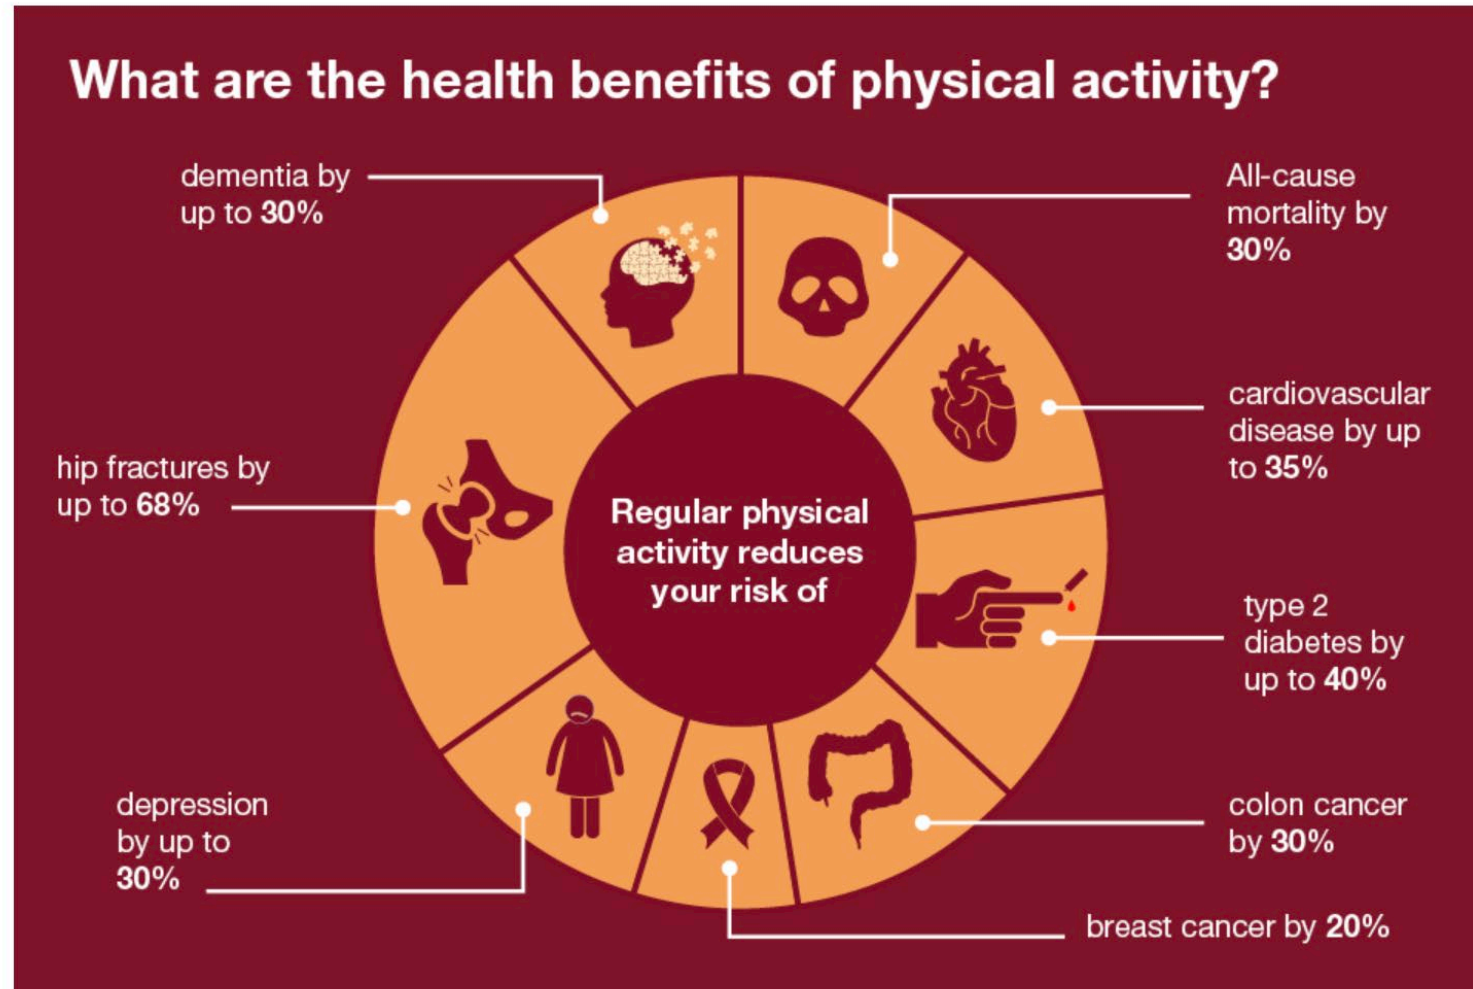 What are the health benefits of physical activity?
dementia by
up to 30%
All-cause
mortality by
30%
cardiovascular
disease by up
to 35%
hip fractures by
up to 68%
Regular physical
activity reduces
your risk of
type 2
diabetes by
up to 40%
depression
by up to
30%
colon cancer
by 30%
breast cancer by 20%